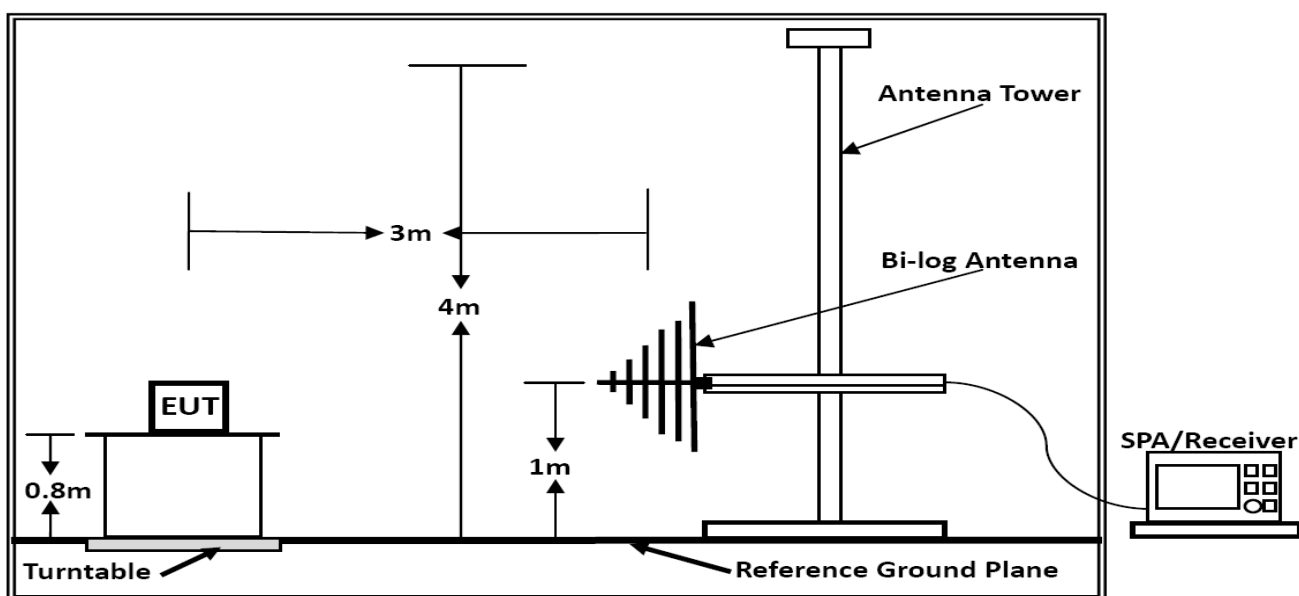 Antenna Tower
3m
Bi-log Antenna
4m
EUT
SPA/Receiver
1m
0.8m
Turntable
Reference Ground Plane